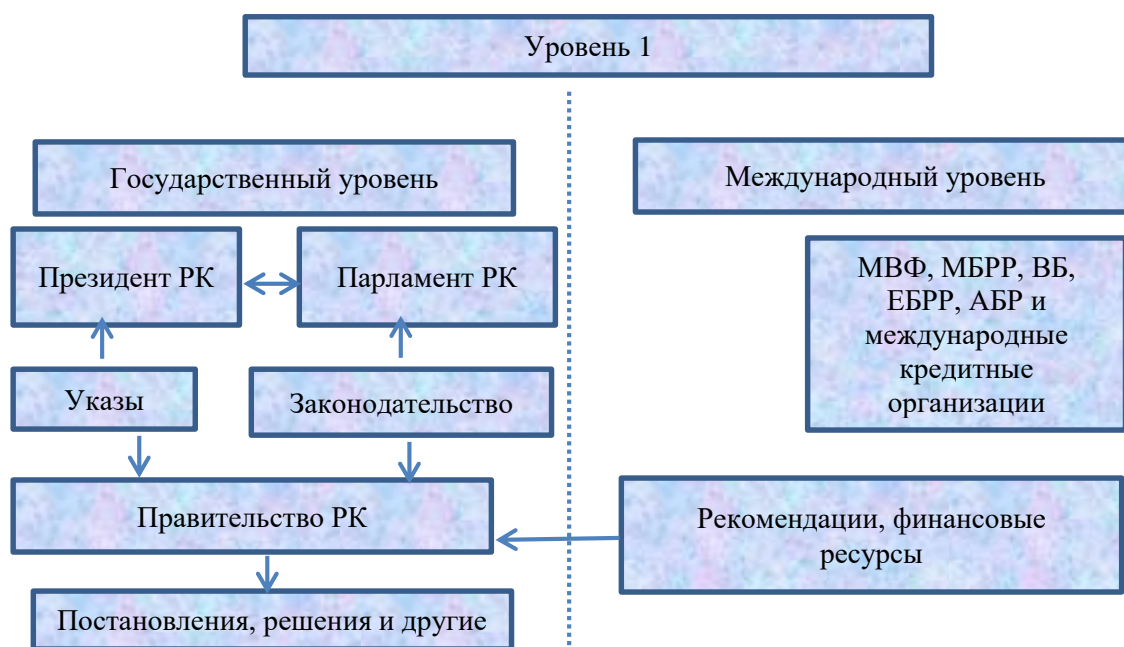 Уровень 1
Государственный уровень
Международный уровень
Президент РК
Парламент РК
МВФ, МБРР, ВБ,
ЕБРР, АБР и
международные
кредитные
организации
Указы
Законодательство
Правительство РК
Рекомендации, финансовые
ресурсы
Постановления, решения и другие